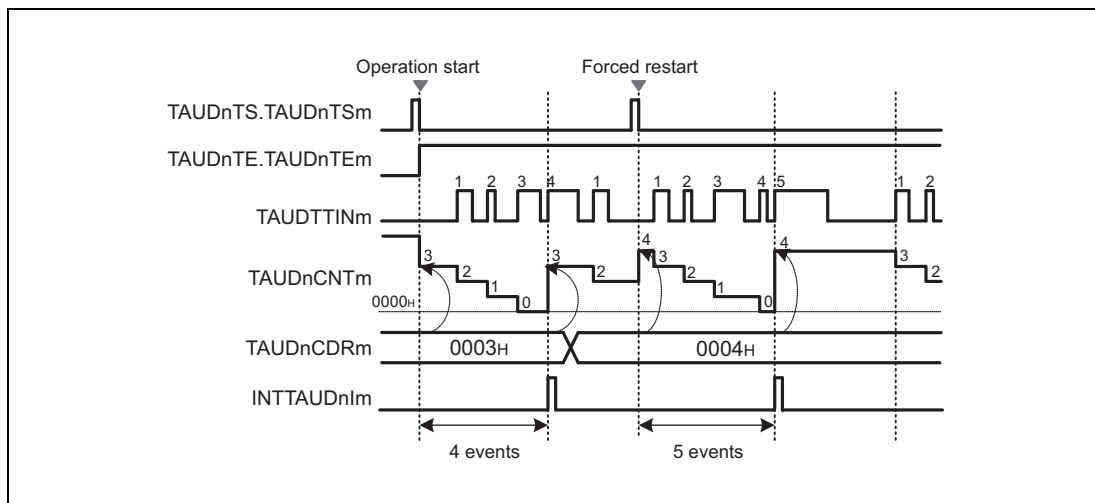 Operation start
Forced restart
TAUDnTS.TAUDnTSm
TAUDnTE.TAUDnTEm
1 2 3 4 1 1 2 3 4 5 1 2
TAUDTTINm
4 4
3 3 3 3
2 2 2 2
1 1
0 0
TAUDnCNTm
0000H
TAUDnCDRm
0003H
0004H
INTTAUDnIm
4 events
5 events